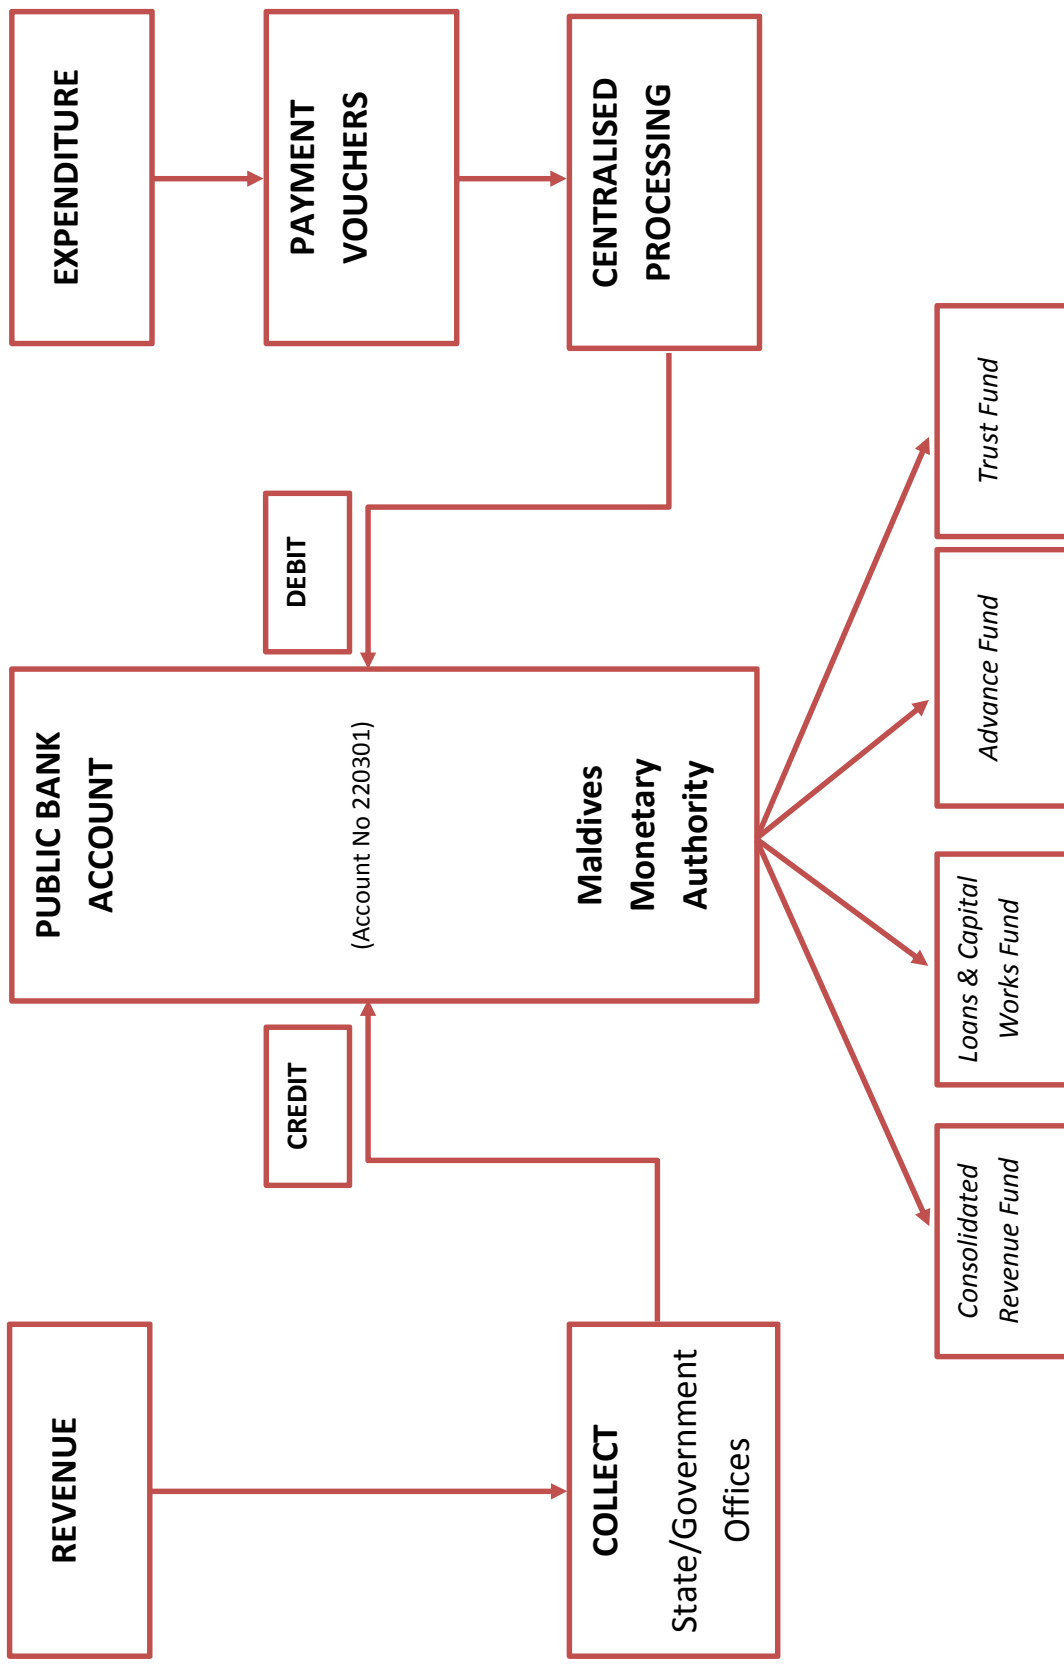 REVENUE
COLLECT
State/Government
Offices
CREDIT
PUBLIC BANK
ACCOUNT
(Account No 220301)
Maldives
Monetary
Authority
DEBIT
EXPENDITURE
PAYMENT
VOUCHERS
CENTRALISED
PROCESSING
Consolidated
Revenue Fund
Loans & Capital
Works Fund
Advance Fund
Trust Fund